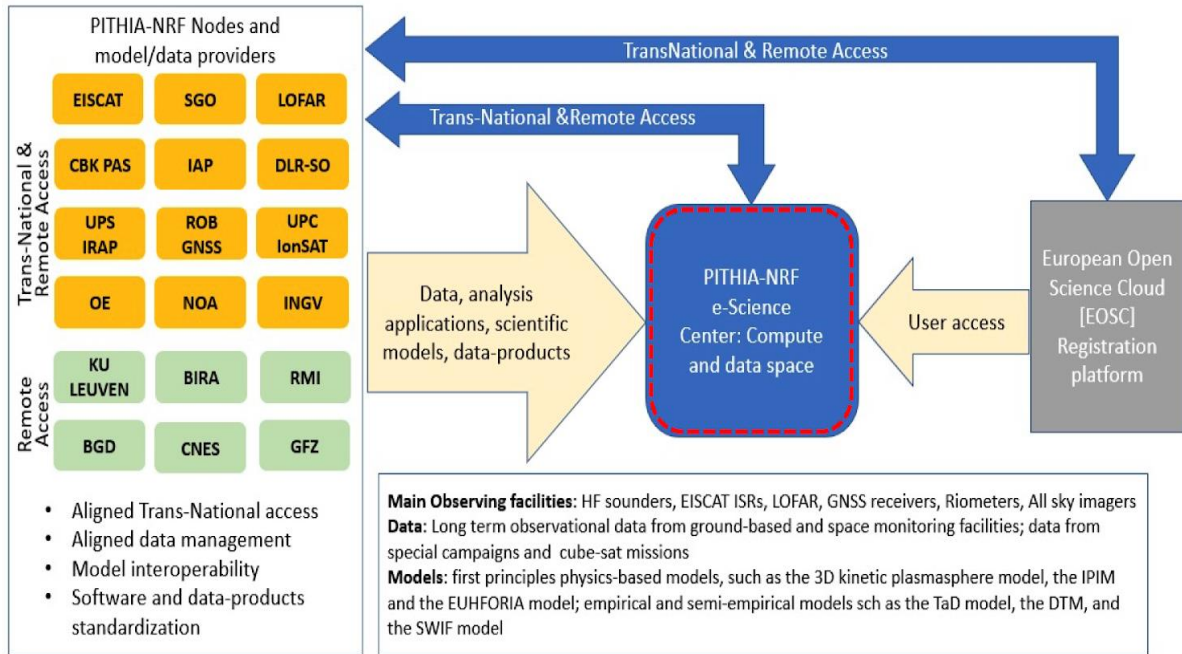 PITHIA-NRF Nodes and
model/data providers
Trans-National &
Remote Access
EISCAT
SGO
LOFAR
CBK PAS
IAP
DLR-SO
UPS
IRAP
ROB
GNSS
UPC
IonSAT
OE
NOA
INGV
Remote
Access
KU
LEUVEN
BIRA
RMI
BGD
CNES
GFZ
• Aligned Trans-National access
• Aligned data management
• Model interoperability
• Software and data-products
standardization
TransNational & Remote Access
Trans-National &Remote Access
Data, analysis
applications, scientific
models, data-products
PITHIA-NRF
e-Science
Center: Compute
and data space
User access
European Open
Science Cloud
[EOSC]
Registration
platform
Main Observing facilities: HF sounders, EISCAT ISRs, LOFAR, GNSS receivers, Riometers, All sky imagers
Data: Long term observational data from ground-based and space monitoring facilities; data from
special campaigns and cube-sat missions
Models: first principles physics-based models, such as the 3D kinetic plasmasphere model, the IPIM
and the EUHFORIA model; empirical and semi-empirical models sch as the TaD model, the DTM, and
the SWIF model